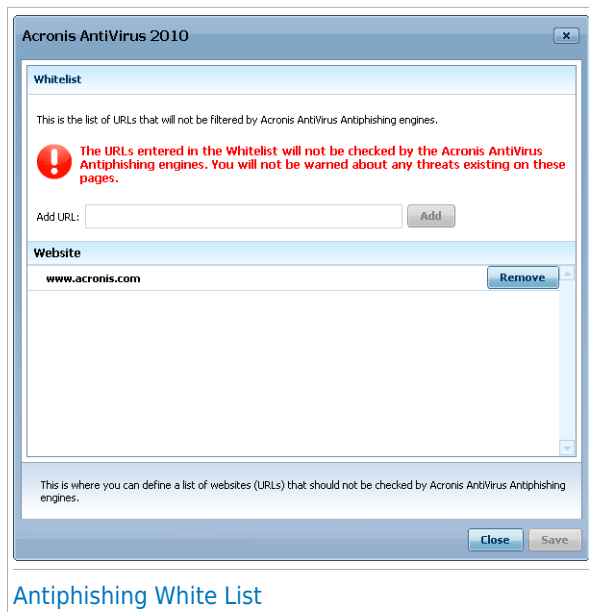 Acronis AntiVirus 2010
Whitelist
This is the list of URLs that will not be filtered by Acronis AntiVirus Antiphishing engines.
The URLs entered in the Whitelist will not be checked by the Acronis AntiVirus
Antiphishing engines. You will not be warned about any threats existing on these
pages.
Add URL: Add
Website
www.acronis.com Remove
This is where you can define a list of websites (URLs) that should not be checked by Acronis AntiVirus Antiphishing
engines.
Close Save
Antiphishing White List